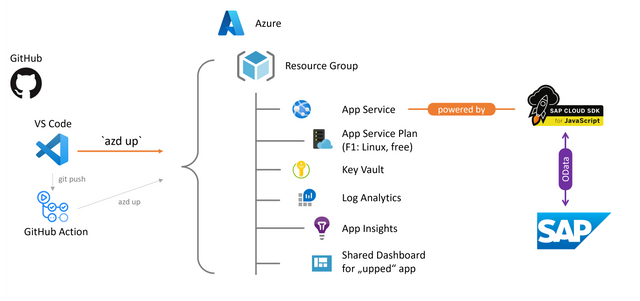 Azure
GitHub
Resource Group
VS Code
`azd up`
git push
azd up
GitHub Action
App Service
powered by
SAP CLOUD SDK
for JavaScript
App Service Plan
(F1: Linux, free)
Key Vault
OData
Log Analytics
App Insights
SAP
Shared Dashboard
for „upped“ app